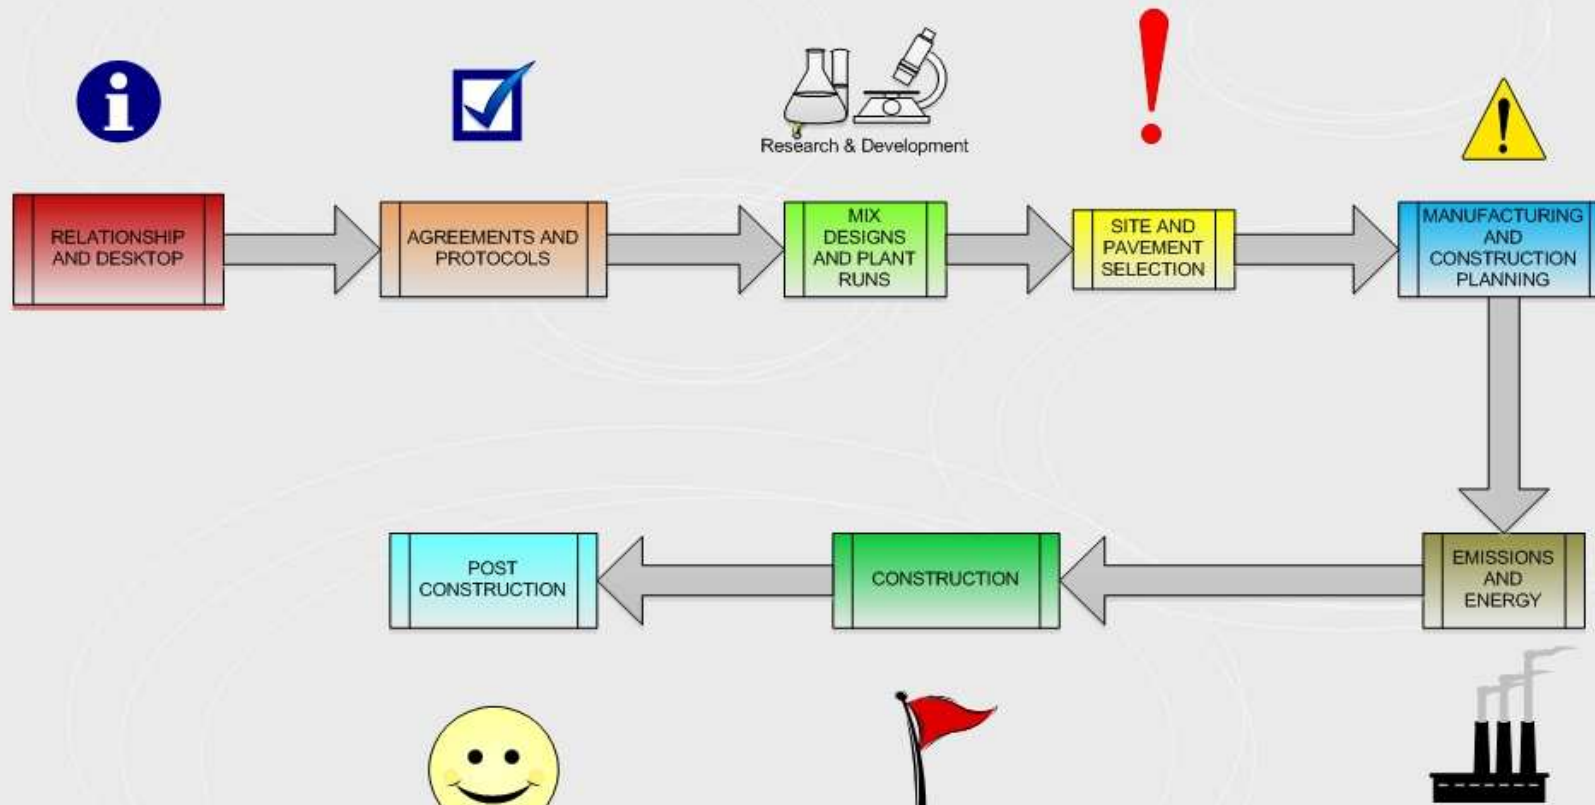 Research & Development
RELATIONSHIP
AND DESKTOP
AGREEMENTS AND
PROTOCOLS
MIX
DESIGNS
AND PLANT
RUNS
SITE AND
PAVEMENT
SELECTION
MANUFACTURING
AND
CONSTRUCTION
PLANNING
EMISSIONS
AND
ENERGY
CONSTRUCTION
POST
CONSTRUCTION